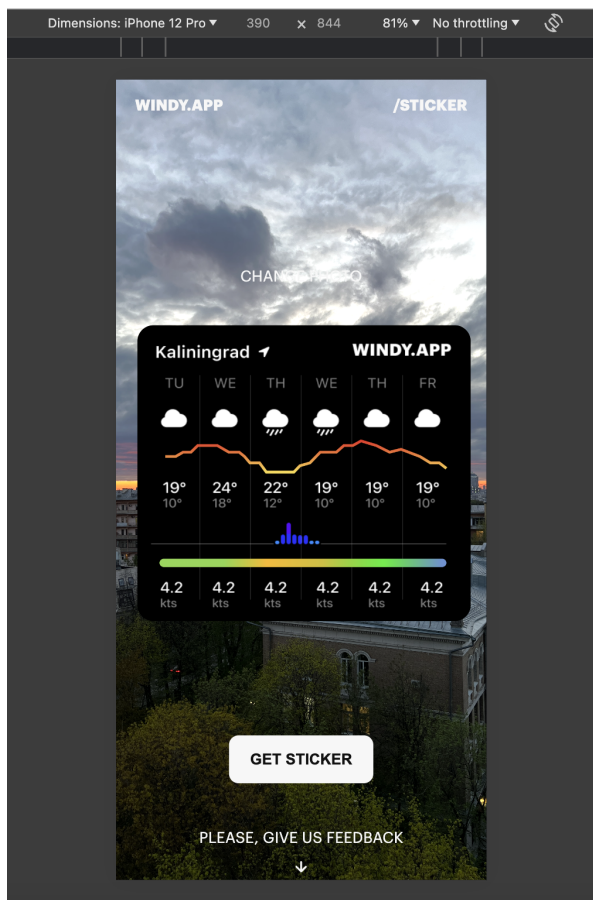 Dimensions: iPhone 12 Pro ▼ 390 × 844 81% ▼ No throttling ▼
WINDY.APP /STICKER
CHANGE PHOTO
Kaliningrad WINDY.APP
TU WE TH WE TH FR
19° 24° 22° 19° 19° 19°
10° 18° 12° 10° 10° 10°
4.2 4.2 4.2 4.2 4.2 4.2
kts kts kts kts kts kts
GET STICKER
PLEASE, GIVE US FEEDBACK